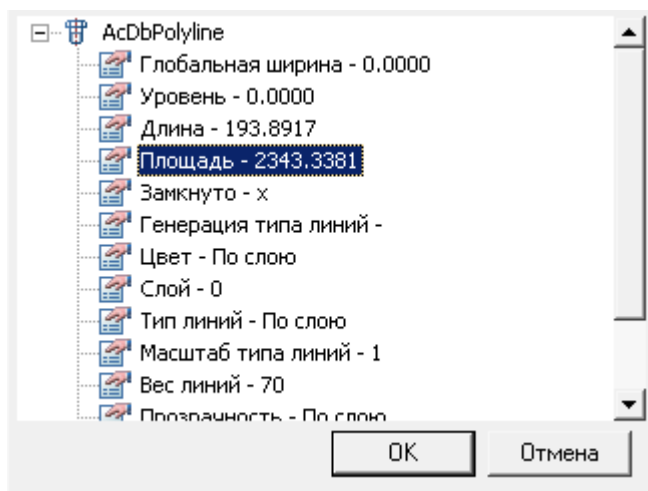 AcDbPolyline
Глобальная ширина - 0.0000
Уровень - 0.0000
Длина - 193.8917
Площадь - 2343.3381
Замкнуто - x
Генерация типа линий -
Цвет - По слою
Слой - 0
Тип линий - По слою
Масштаб типа линий - 1
Вес линий - 70
Прозрачность - По слою
OK
Отмена